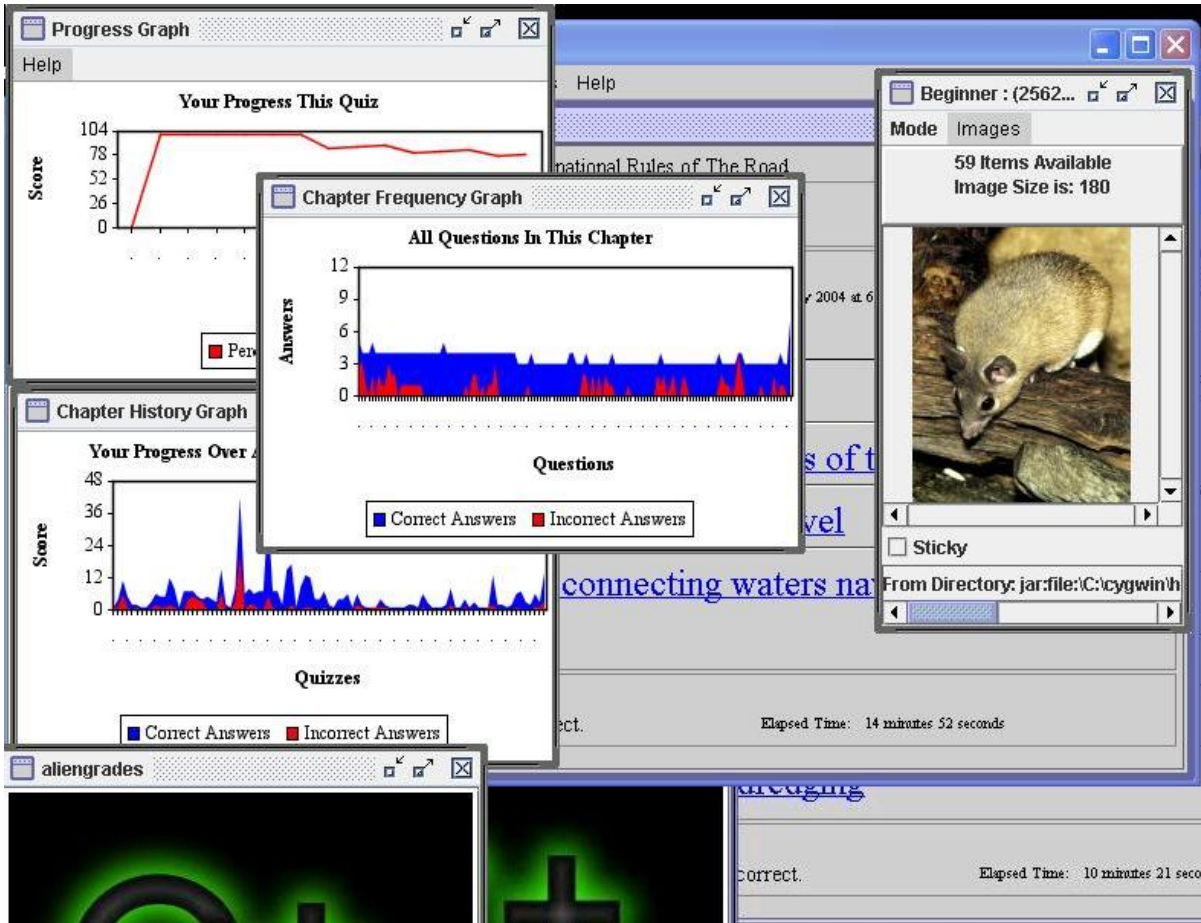 Progress Graph
Help
Your Progress This Quiz
104
78
52
26
0
Score
Help
national Rules of The Road
2004 at 6
Beginner : (2562...
Mode Images
59 Items Available
Image Size is: 180
Sticky
From Directory: jar:file:\C:\cygwin\h
Chapter Frequency Graph
All Questions In This Chapter
12
9
6
3
0
Answers
Questions
Correct Answers Incorrect Answers
Chapter History Graph
Your Progress Over
48
36
24
12
0
Score
Quizzes
Correct Answers Incorrect Answers
s of t
vel
connecting waters na
ct.
Elapsed Time: 14 minutes 52 seconds
aliengrades
dredging
orrect.
Elapsed Time: 10 minutes 21 seco